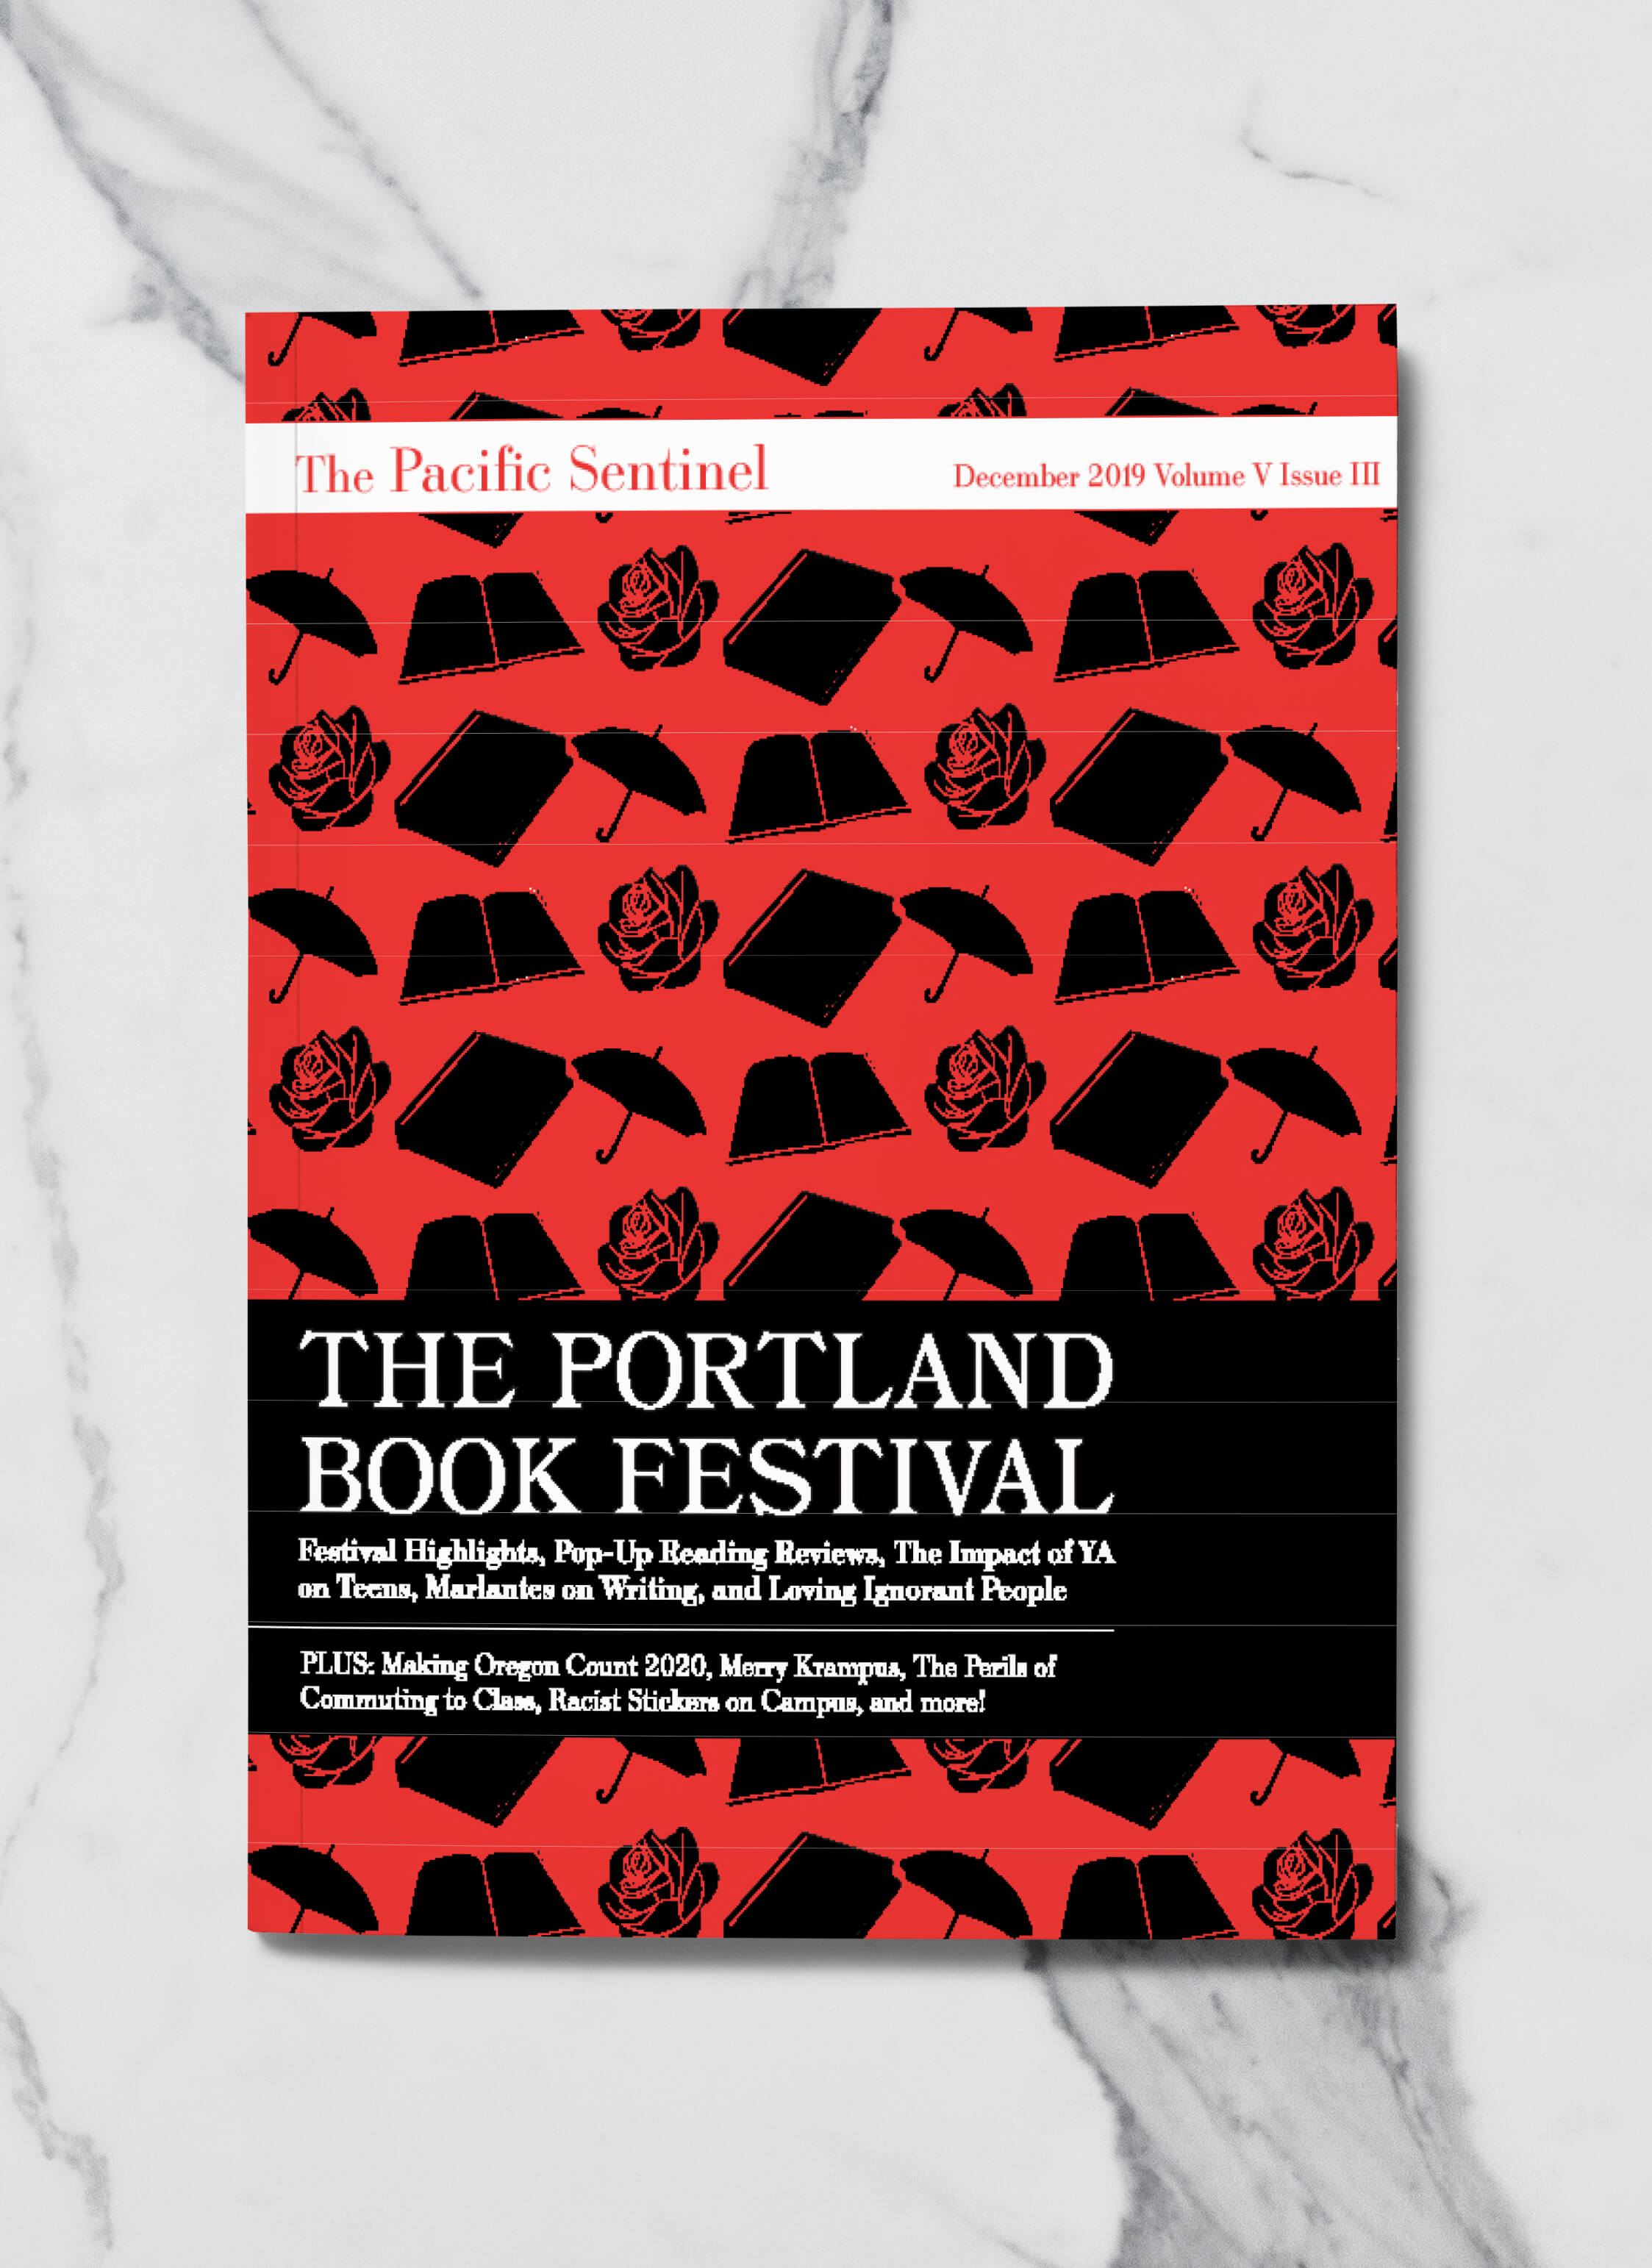 The Pacific Sentinel
December 2019 Volume V Issue III
THE PORTLAND
BOOK FESTIVAL
Festival Highlights, Pop-Up Reading Reviews, The Impact of YA
on Teens, Marlantes on Writing, and Loving Ignorant People
PLUS: Making Oregon Count 2020, Merry Krampus, The Perils of
Commuting to Class, Racist Stickers on Campus, and more!